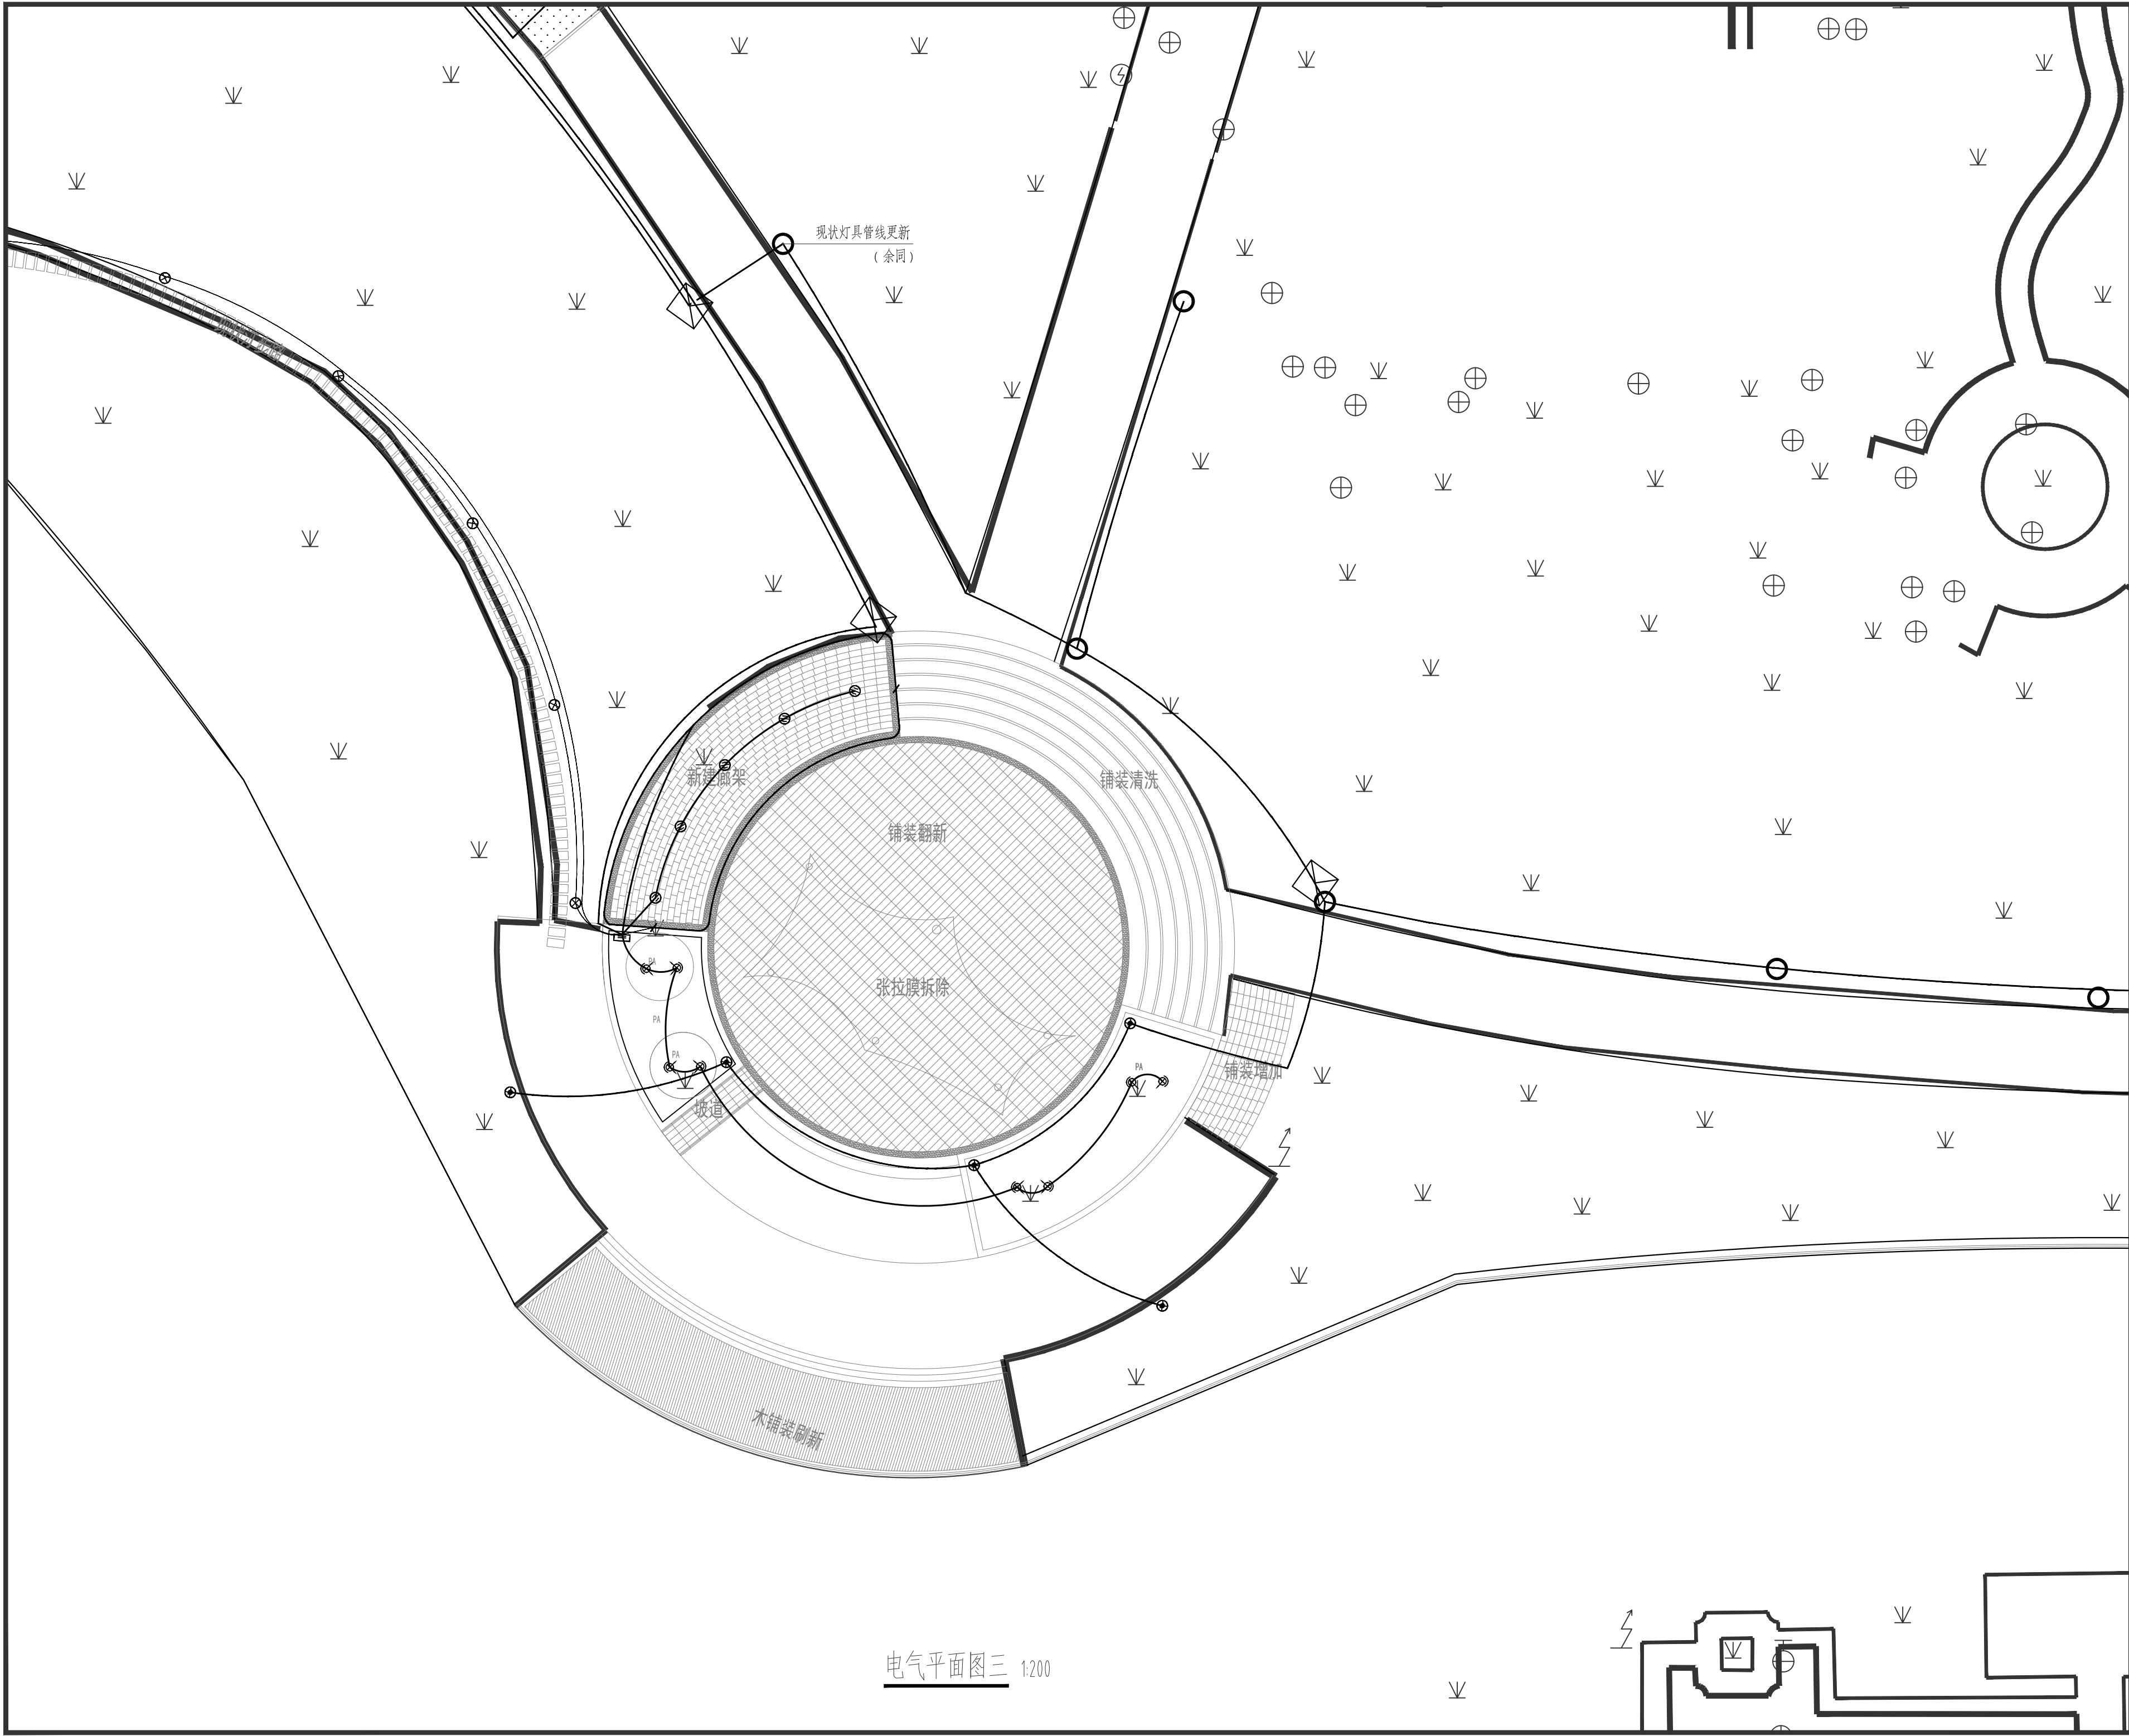 现状灯具管线更新
(余同)
新建廊架
铺装清洗
铺装翻新
张拉膜拆除
PA
PA
PA
PA
铺装增加
坡道
木铺装刷新
电气平面图三 1:200